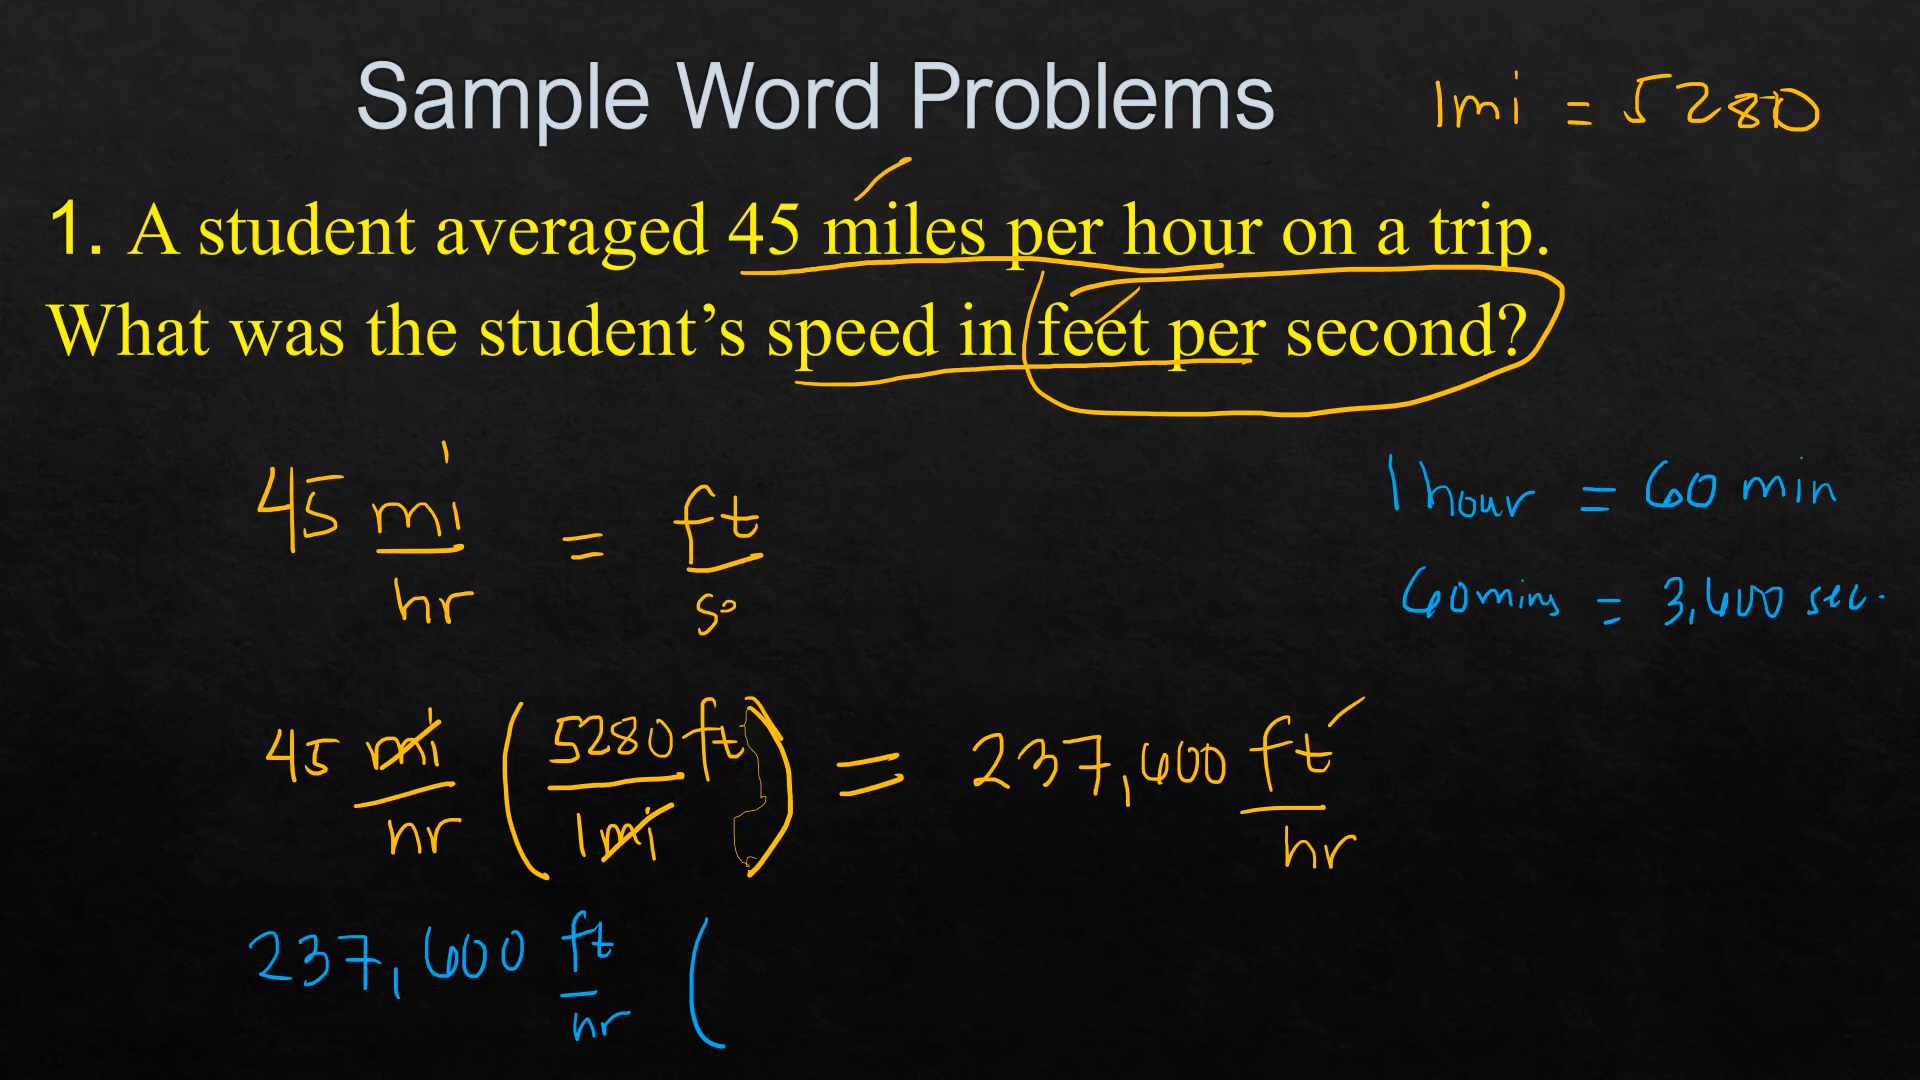 Sample Word Problems
1mi = 5280
1. A student averaged 45 miles per hour on a trip.
What was the student’s speed in feet per second?
45 mi/hr = ft/s
1 hour = 60 min
60 mins = 3,600 sec.
45 mi/hr (5280 ft/1mi) = 237,600 ft/hr
237,600 ft/hr (